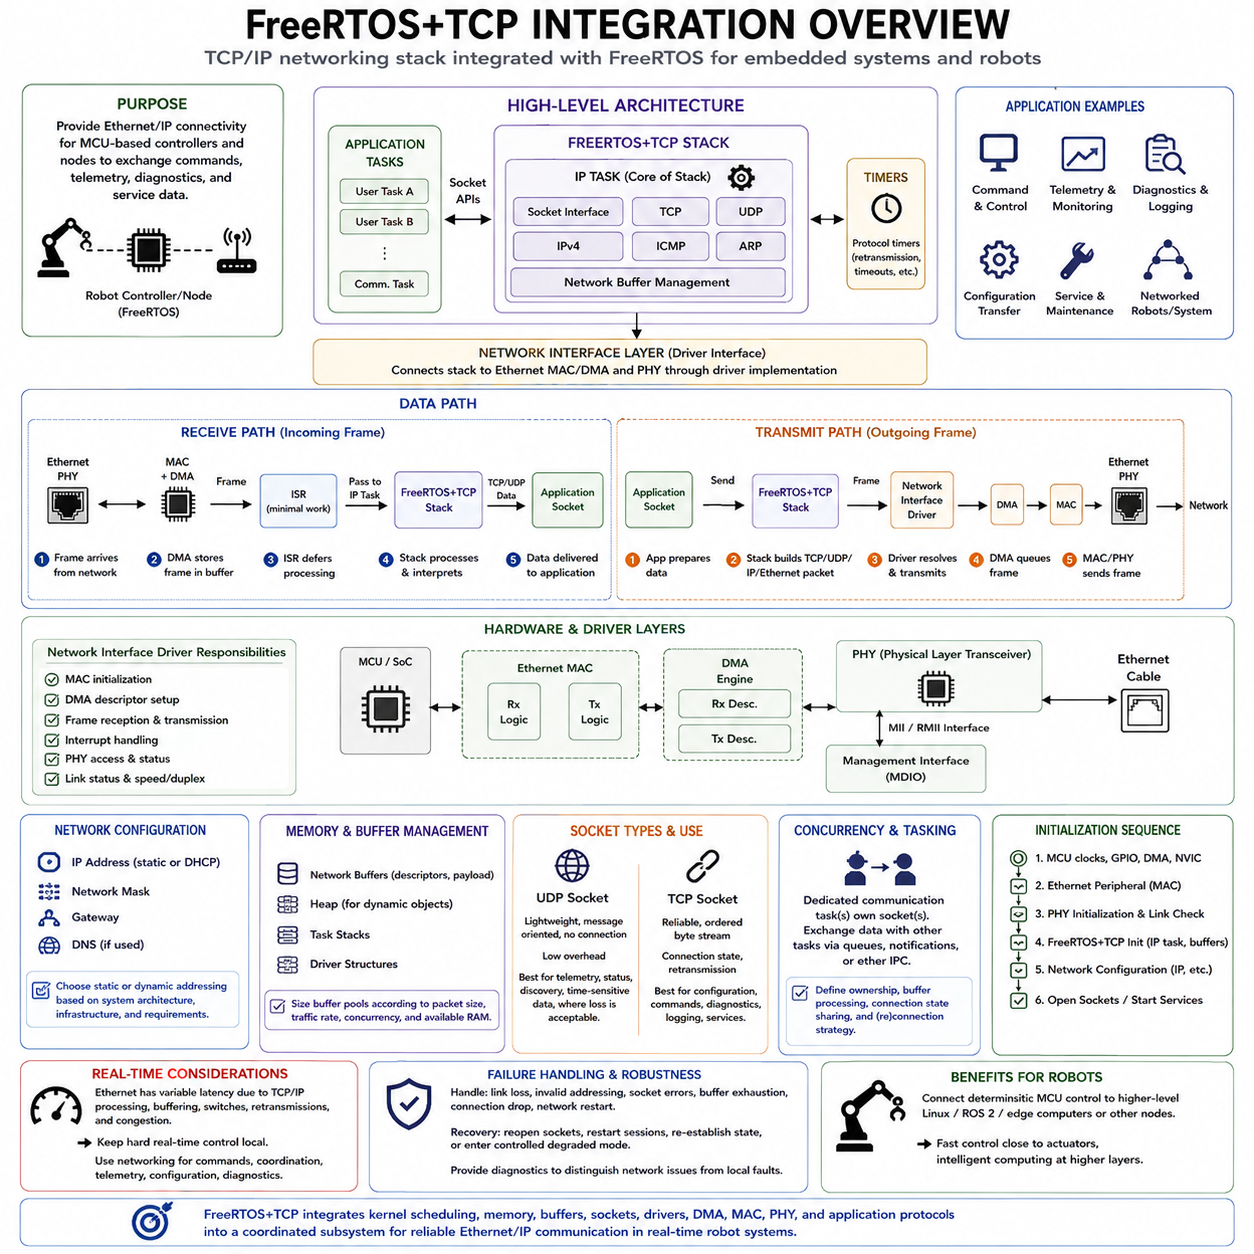 FreeRTOS+TCP INTEGRATION OVERVIEW
TCP/IP networking stack integrated with FreeRTOS for embedded systems and robots
PURPOSE
Provide Ethernet/IP connectivity
for MCU-based controllers and
nodes to exchange commands,
telemetry, diagnostics, and
service data.
Robot Controller/Node
(FreeRTOS)
HIGH-LEVEL ARCHITECTURE
APPLICATION
TASKS
User Task A
User Task B
⋮
Comm. Task
Socket
APIs
FREERTOS+TCP STACK
IP TASK (Core of Stack)
Socket Interface
TCP
UDP
IPv4
ICMP
ARP
Network Buffer Management
TIMERS
Protocol timers
(retransmission,
timeouts, etc.)
APPLICATION EXAMPLES
Command
& Control
Telemetry &
Monitoring
Diagnostics &
Logging
Configuration
Transfer
Service &
Maintenance
Networked
Robots/System
NETWORK INTERFACE LAYER (Driver Interface)
Connects stack to Ethernet MAC/DMA and PHY through driver implementation
DATA PATH
RECEIVE PATH (Incoming Frame)
Ethernet
PHY
MAC
+ DMA
Frame
ISR
(minimal work)
Pass to
IP Task
FreeRTOS+TCP
Stack
TCP/UDP
Data
Application
Socket
1 Frame arrives
from network
2 DMA stores
frame in buffer
3 ISR defers
processing
4 Stack processes
& interprets
5 Data delivered
to application
TRANSMIT PATH (Outgoing Frame)
Application
Socket
Send
FreeRTOS+TCP
Stack
Frame
Network
Interface
Driver
DMA
MAC
Ethernet
PHY
Network
1 App prepares
data
2 Stack builds TCP/UDP/
IP/Ethernet packet
3 Driver resolves
& transmits
4 DMA queues
frame
5 MAC/PHY
sends frame
HARDWARE & DRIVER LAYERS
Network Interface Driver Responsibilities
MAC initialization
DMA descriptor setup
Frame reception & transmission
Interrupt handling
PHY access & status
Link status & speed/duplex
MCU / SoC
Ethernet MAC
Rx
Logic
Tx
Logic
DMA
Engine
Rx Desc.
Tx Desc.
PHY (Physical Layer Transceiver)
MII / RMII Interface
Management Interface
(MDIO)
Ethernet
Cable
NETWORK CONFIGURATION
IP Address (static or DHCP)
Network Mask
Gateway
DNS (if used)
Choose static or dynamic addressing
based on system architecture,
infrastructure, and requirements.
MEMORY & BUFFER MANAGEMENT
Network Buffers (descriptors, payload)
Heap (for dynamic objects)
Task Stacks
Driver Structures
Size buffer pools according to packet size,
traffic rate, concurrency, and available RAM.
SOCKET TYPES & USE
UDP Socket
Lightweight, message
oriented, no connection
Low overhead
Best for telemetry, status,
discovery, time-sensitive
data, where loss is
acceptable.
TCP Socket
Reliable, ordered
byte stream
Connection state,
retransmission
Best for configuration,
commands, diagnostics,
logging, services.
CONCURRENCY & TASKING
Dedicated communication
task(s) own socket(s).
Exchange data with other
tasks via queues, notifications,
or ether IPC.
Define ownership, buffer
processing, connection state
sharing, and (re)connection
strategy.
INITIALIZATION SEQUENCE
1. MCU clocks, GPIO, DMA, NVIC
2. Ethernet Peripheral (MAC)
3. PHY Initialization & Link Check
4. FreeRTOS+TCP Init (IP task, buffers)
5. Network Configuration (IP, etc.)
6. Open Sockets / Start Services
REAL-TIME CONSIDERATIONS
Ethernet has variable latency due to TCP/IP
processing, buffering, switches, retransmissions,
and congestion.
Keep hard real-time control local.
Use networking for commands, coordination,
telemetry, configuration, diagnostics.
FAILURE HANDLING & ROBUSTNESS
Handle: link loss, invalid addressing, socket errors, buffer exhaustion,
connection drop, network restart.
Recovery: reopen sockets, restart sessions, re-establish state,
or enter controlled degraded mode.
Provide diagnostics to distinguish network issues from local faults.
BENEFITS FOR ROBOTS
Connect determinsitic MCU control to higher-level
Linux / ROS 2 / edge computers or other nodes.
Fast control close to actuators,
intelligent computing at higher layers.
FreeRTOS+TCP integrates kernel scheduling, memory, buffers, sockets, drivers, DMA, MAC, PHY, and application protocols
into a coordinated subsystem for reliable Ethernet/IP communication in real-time robot systems.